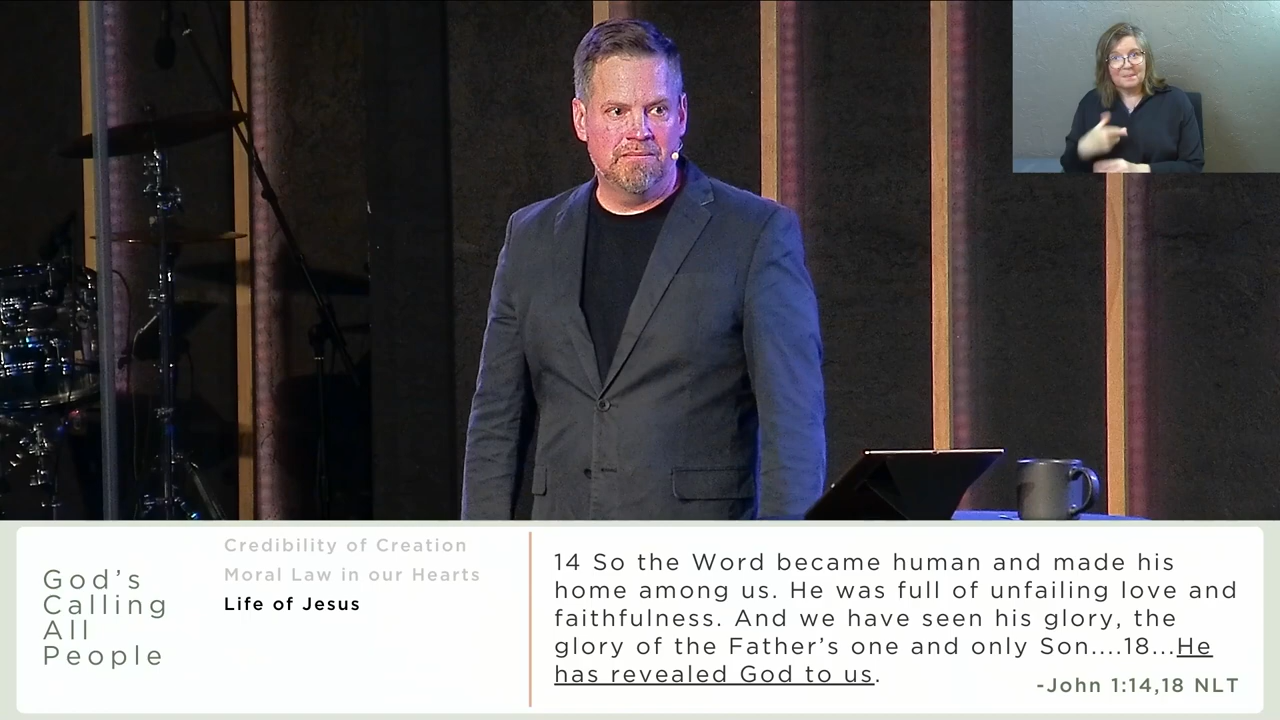 God's
Calling
All
People
Credibility of Creation
Moral Law in our Hearts
Life of Jesus
14 So the Word became human and made his
home among us. He was full of unfailing love and
faithfulness. And we have seen his glory, the
glory of the Father's one and only Son....18...He
has revealed God to us.
-John 1:14,18 NLT